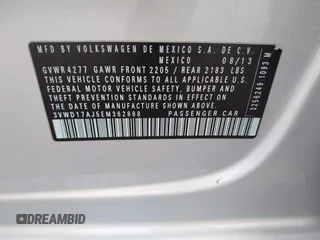 MFD BY VOLKSWAGEN DE MEXICO S.A. DE C.V.
MEXICO 08/13
GVWR 4277 GAWR FRONT 2205 / REAR 2183 LBS
THIS VEHICLE CONFORMS TO ALL APPLICABLE U.S.
FEDERAL MOTOR VEHICLE SAFETY, BUMPER AND
THEFT PREVENTION STANDARDS IN EFFECT ON THE
DATE OF MANUFACTURE SHOWN ABOVE.
3VWD17AJ5EM362888 PASSENGER CAR
3256249 1093 M
DREAMBID